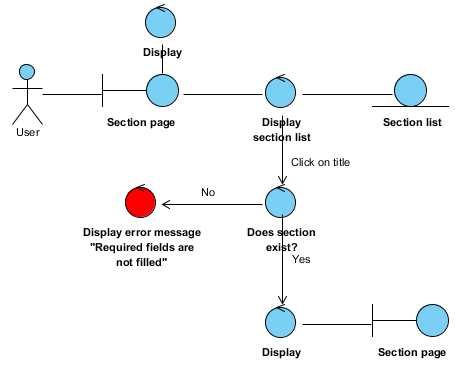 Display
User
Section page
Display
section list
Section list
Click on title
No
Display error message
"Required fields are
not filled"
Does section
exist?
Yes
Display
Section page